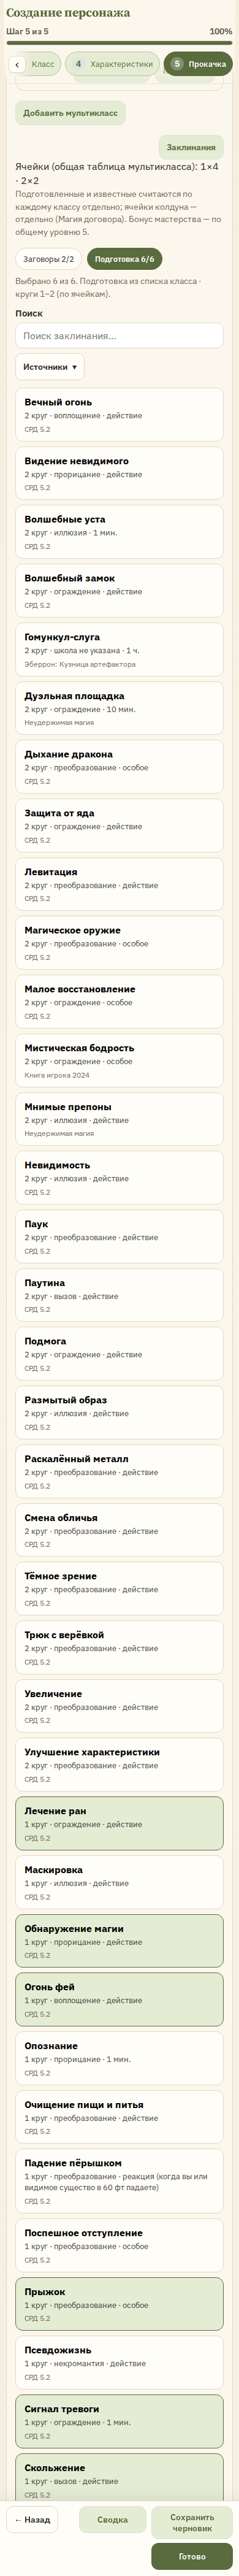 Создание персонажа
Шаг 5 из 5 100%
‹ Класс 4 Характеристики 5 Прокачка
Добавить мультикласс
Заклинания
Ячейки (общая таблица мультикласса): 1×4
· 2×2
Подготовленные и известные считаются по
каждому классу отдельно; ячейки колдуна —
отдельно (Магия договора). Бонус мастерства — по
общему уровню 5.
Заговоры 2/2 Подготовка 6/6
Выбрано 6 из 6. Подготовка из списка класса ·
круги 1–2 (по ячейкам).
Поиск
Поиск заклинания…
Источники ▾
Вечный огонь
2 круг · воплощение · действие
СРД 5.2
Видение невидимого
2 круг · прорицание · действие
СРД 5.2
Волшебные уста
2 круг · иллюзия · 1 мин.
СРД 5.2
Волшебный замок
2 круг · ограждение · действие
СРД 5.2
Гомункул-слуга
2 круг · школа не указана · 1 ч.
Эберрон: Кузница артефактора
Дуэльная площадка
2 круг · ограждение · 10 мин.
Неудержимая магия
Дыхание дракона
2 круг · преобразование · особое
СРД 5.2
Защита от яда
2 круг · ограждение · действие
СРД 5.2
Левитация
2 круг · преобразование · действие
СРД 5.2
Магическое оружие
2 круг · преобразование · особое
СРД 5.2
Малое восстановление
2 круг · ограждение · особое
СРД 5.2
Мистическая бодрость
2 круг · ограждение · особое
Книга игрока 2024
Мнимые препоны
2 круг · иллюзия · действие
Неудержимая магия
Невидимость
2 круг · иллюзия · действие
СРД 5.2
Паук
2 круг · преобразование · действие
СРД 5.2
Паутина
2 круг · вызов · действие
СРД 5.2
Подмога
2 круг · ограждение · действие
СРД 5.2
Размытый образ
2 круг · иллюзия · действие
СРД 5.2
Раскалённый металл
2 круг · преобразование · действие
СРД 5.2
Смена обличья
2 круг · преобразование · действие
СРД 5.2
Тёмное зрение
2 круг · преобразование · действие
СРД 5.2
Трюк с верёвкой
2 круг · преобразование · действие
СРД 5.2
Увеличение
2 круг · преобразование · действие
СРД 5.2
Улучшение характеристики
2 круг · преобразование · действие
СРД 5.2
Лечение ран
1 круг · ограждение · действие
СРД 5.2
Маскировка
1 круг · иллюзия · действие
СРД 5.2
Обнаружение магии
1 круг · прорицание · действие
СРД 5.2
Огонь фей
1 круг · воплощение · действие
СРД 5.2
Опознание
1 круг · прорицание · 1 мин.
СРД 5.2
Очищение пищи и питья
1 круг · преобразование · действие
СРД 5.2
Падение пёрышком
1 круг · преобразование · реакция (когда вы или
видимое существо в 60 фт падаете)
СРД 5.2
Поспешное отступление
1 круг · преобразование · особое
СРД 5.2
Прыжок
1 круг · преобразование · особое
СРД 5.2
Псевдожизнь
1 круг · некромантия · действие
СРД 5.2
Сигнал тревоги
1 круг · ограждение · 1 мин.
СРД 5.2
Скольжение
1 круг · вызов · действие
СРД 5.2
← Назад Сводка Сохранить
черновик
Готово